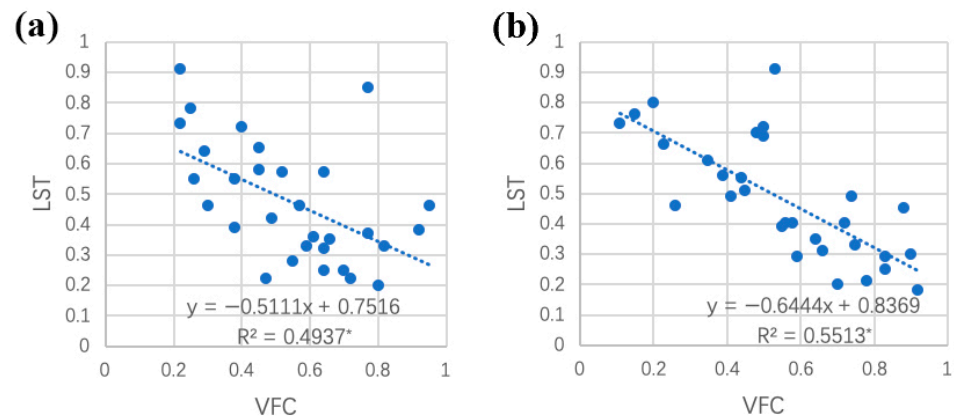 (a)
LST
1
0.9
0.8
0.7
0.6
0.5
0.4
0.3
0.2
0.1
0
y = −0.5111x + 0.7516
R² = 0.4937*
0 0.2 0.4 0.6 0.8 1
VFC
(b)
LST
1
0.9
0.8
0.7
0.6
0.5
0.4
0.3
0.2
0.1
0
y = −0.6444x + 0.8369
R² = 0.5513*
0 0.2 0.4 0.6 0.8 1
VFC